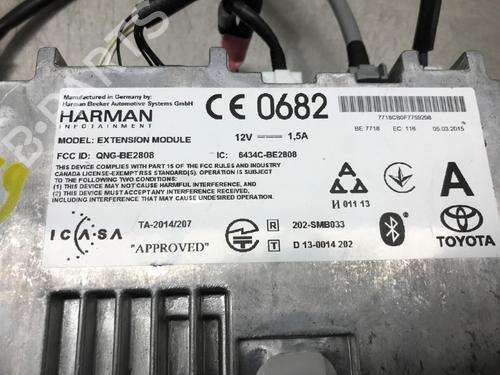 Manufactured in Germany by:
Harman Becker Automotive Systems GmbH
HARMAN
INFOTAINMENT
CE 0682
7718CB0F7759298
MODEL: EXTENSION MODULE
12V 1,5A
BE 7718 EC: 116 05.03.2015
FCC ID: QNG-BE2808
IC: 6434C-BE2808
THIS DEVICE COMPLIES WITH PART 15 OF THE FCC RULES AND INDUSTRY
CANADA LICENSE-EXEMPT RSS STANDARD(S). OPERATION IS SUBJECT TO
THE FOLLOWING TWO CONDITIONS:
(1) THIS DEVICE MAY NOT CAUSE HARMFUL INTERFERENCE, AND
(2) THIS DEVICE MUST ACCEPT ANY INTERFERENCE RECEIVED,
INCLUDING INTERFERENCE THAT MAY CAUSE UNDESIRED OPERATION.
И 011 13
A
ICASA
TA-2014/207
"APPROVED"
R 202-SMB033
T D 13-0014 202
TOYOTA